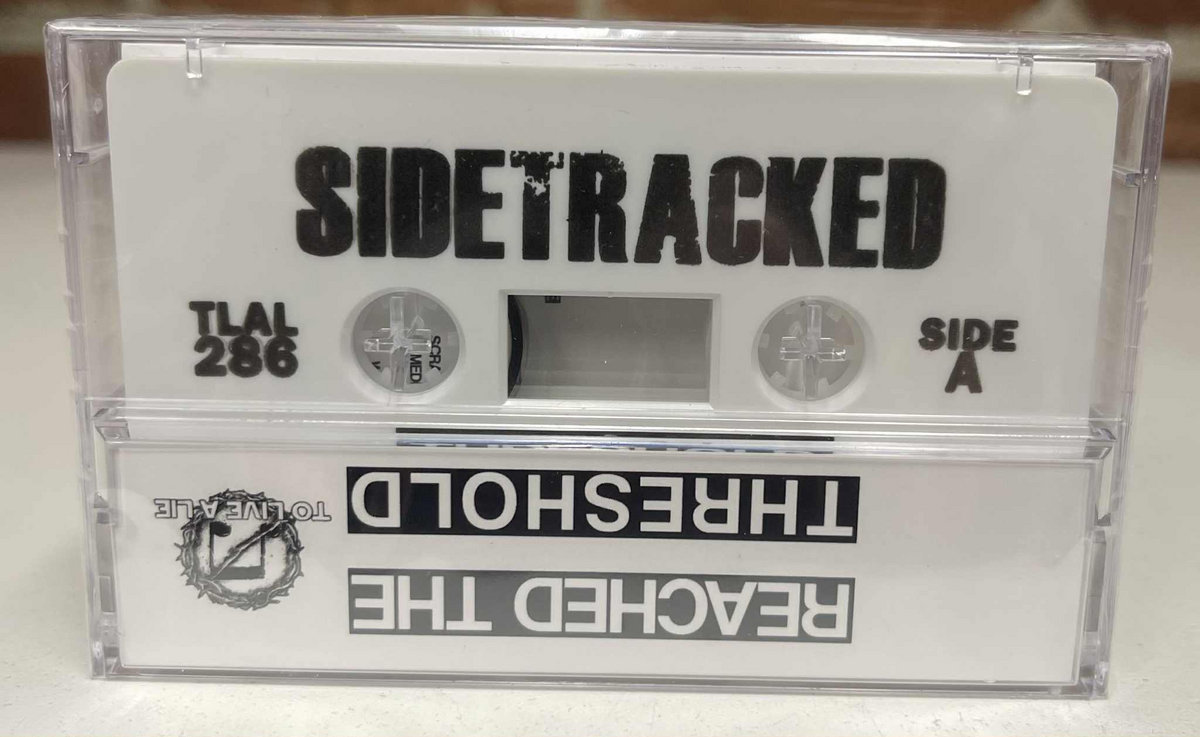 SIDETRACKED
TLAL
286
SIDE
A
REACHED THE
THRESHOLD
TO LIVE A LIE